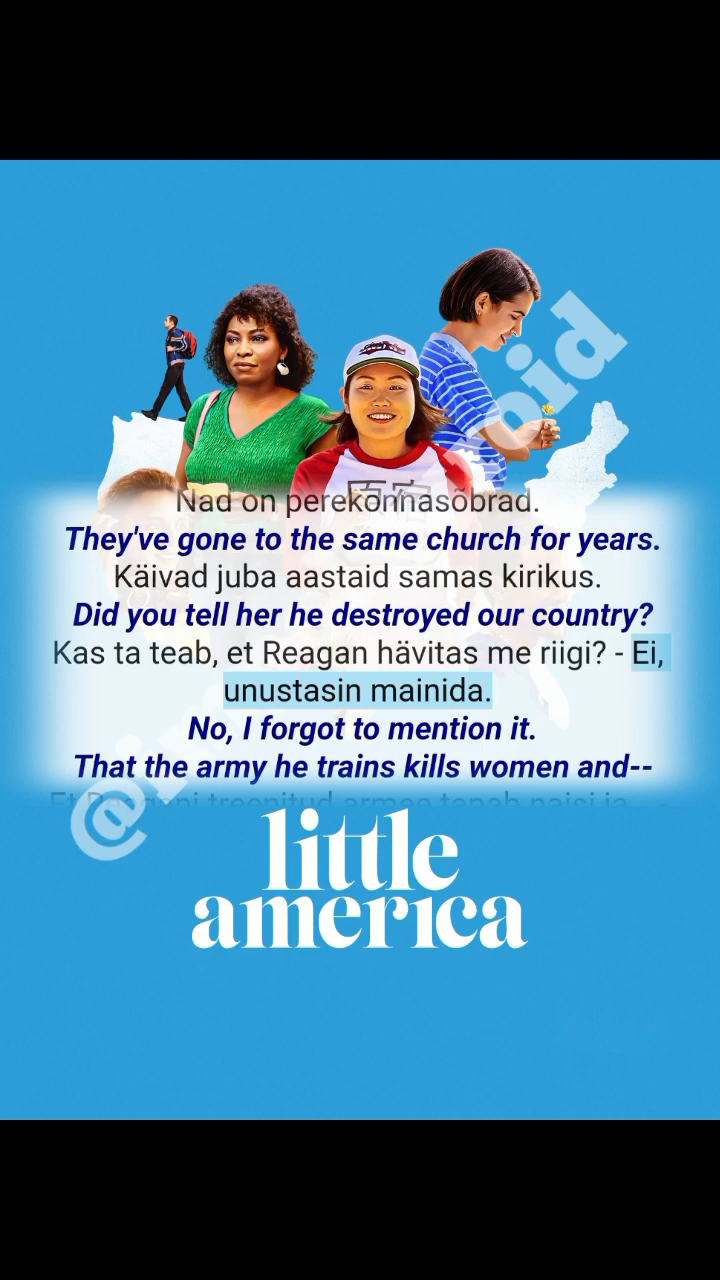 Nad on perekonnasõbrad.
They've gone to the same church for years.
Käivad juba aastaid samas kirikus.
Did you tell her he destroyed our country?
Kas ta teab, et Reagan hävitas me riigi? - Ei,
unustasin mainida.
No, I forgot to mention it.
That the army he trains kills women and--
little
america